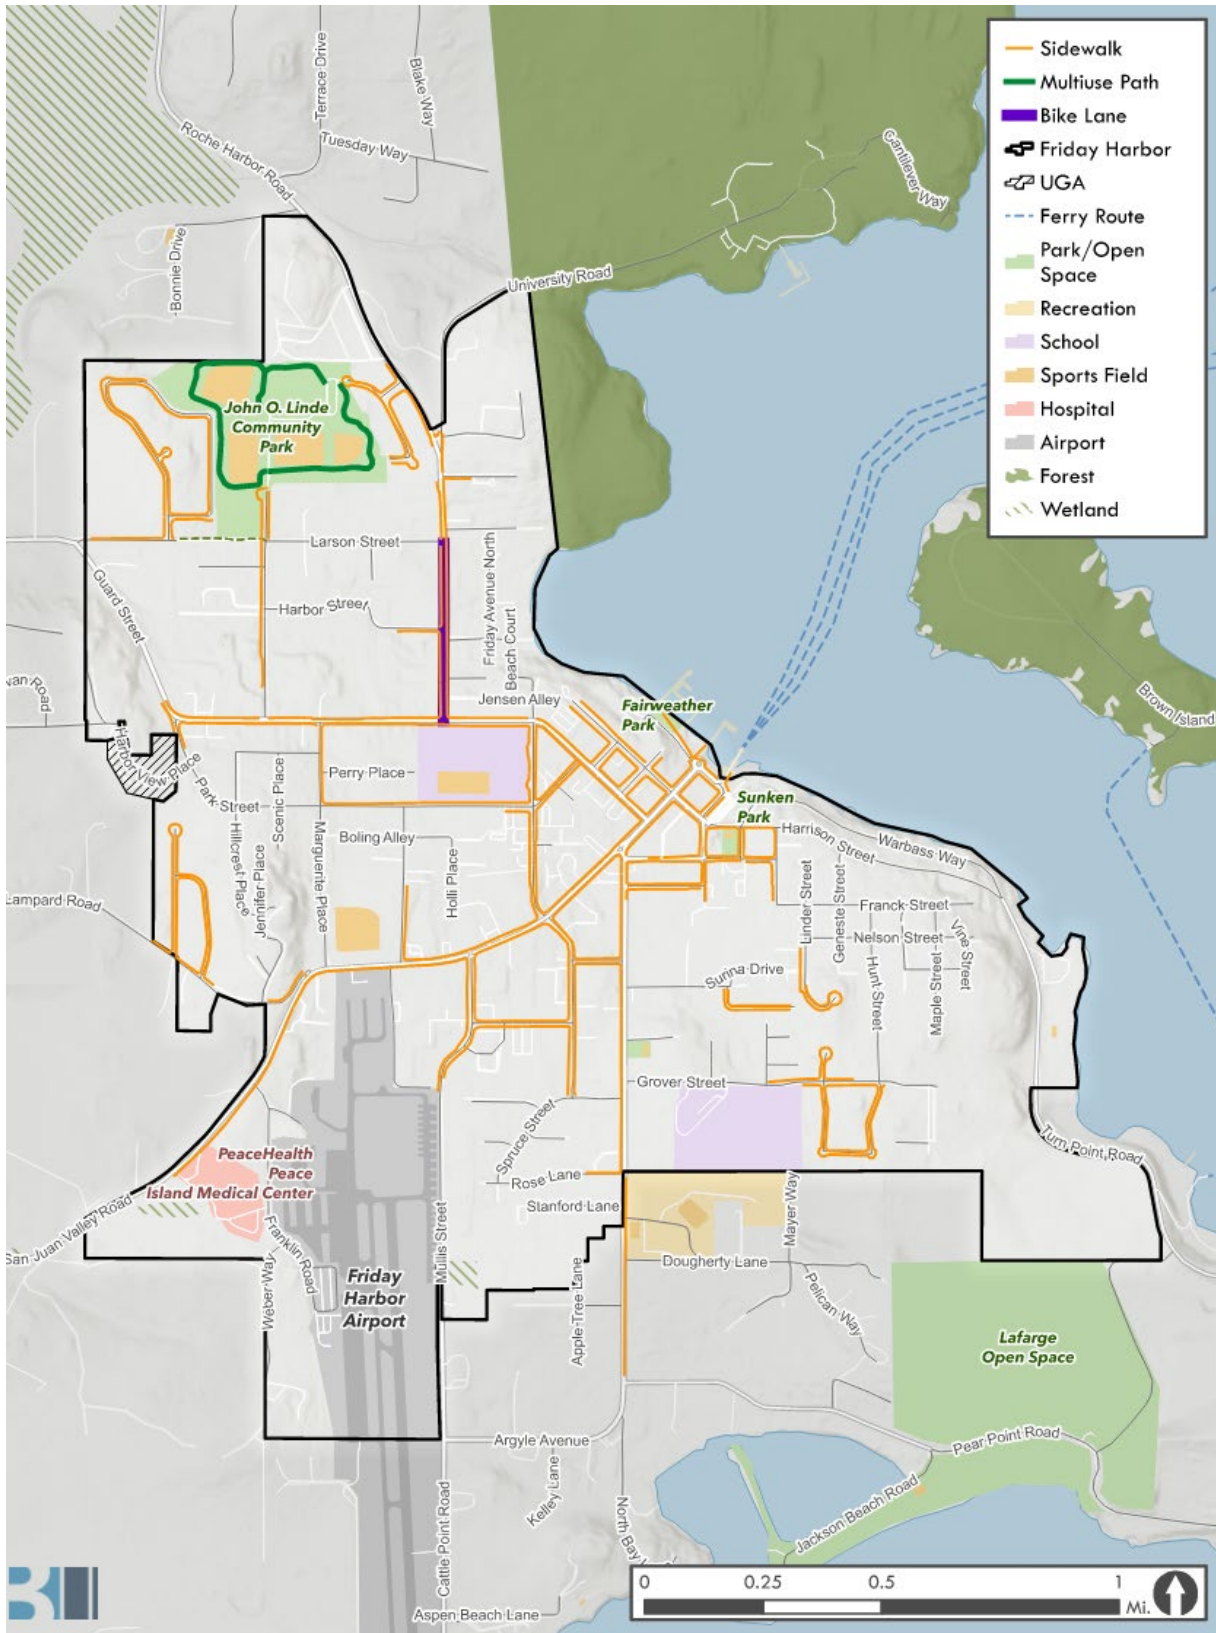 Sidewalk
Multiuse Path
Bike Lane
Friday Harbor
UGA
Ferry Route
Park/Open
Space
Recreation
School
Sports Field
Hospital
Airport
Forest
Wetland
Terrace Drive
Blake Way
Tuesday Way
Roche Harbor Road
Cantilever Way
Bonnie Drive
University Road
John O. Linde
Community
Park
Larson Street
Friday Avenue North
Guard Street
Harbor Street
Beach Court
Jensen Alley
Fairweather
Park
Brown Island
van Road
Harbor View Place
Park Street
Scenic Place
Perry Place
Sunken
Park
Harrison Street
Warbass Way
Boling Alley
Hillcrest Place
Jennifer Place
Marguerite Place
Holli Place
Linder Street
Geneste Street
Lampard Road
Franck Street
Nelson Street
Vine Street
Surina Drive
Hunt Street
Maple Street
Grover Street
Spruce Street
Turn Point Road
PeaceHealth
Peace
Island Medical Center
Rose Lane
Stanford Lane
San Juan Valley Road
Franklin Road
Weber Way
Mullis Street
Mayer Way
Dougherty Lane
Friday
Harbor
Airport
Apple Tree Lane
Pelican Way
Lafarge
Open Space
Argyle Avenue
Pear Point Road
Kelley Lane
Jackson Beach Road
Cattle Point Road
North Bay
Aspen Beach Lane
0 0.25 0.5 1
Mi.